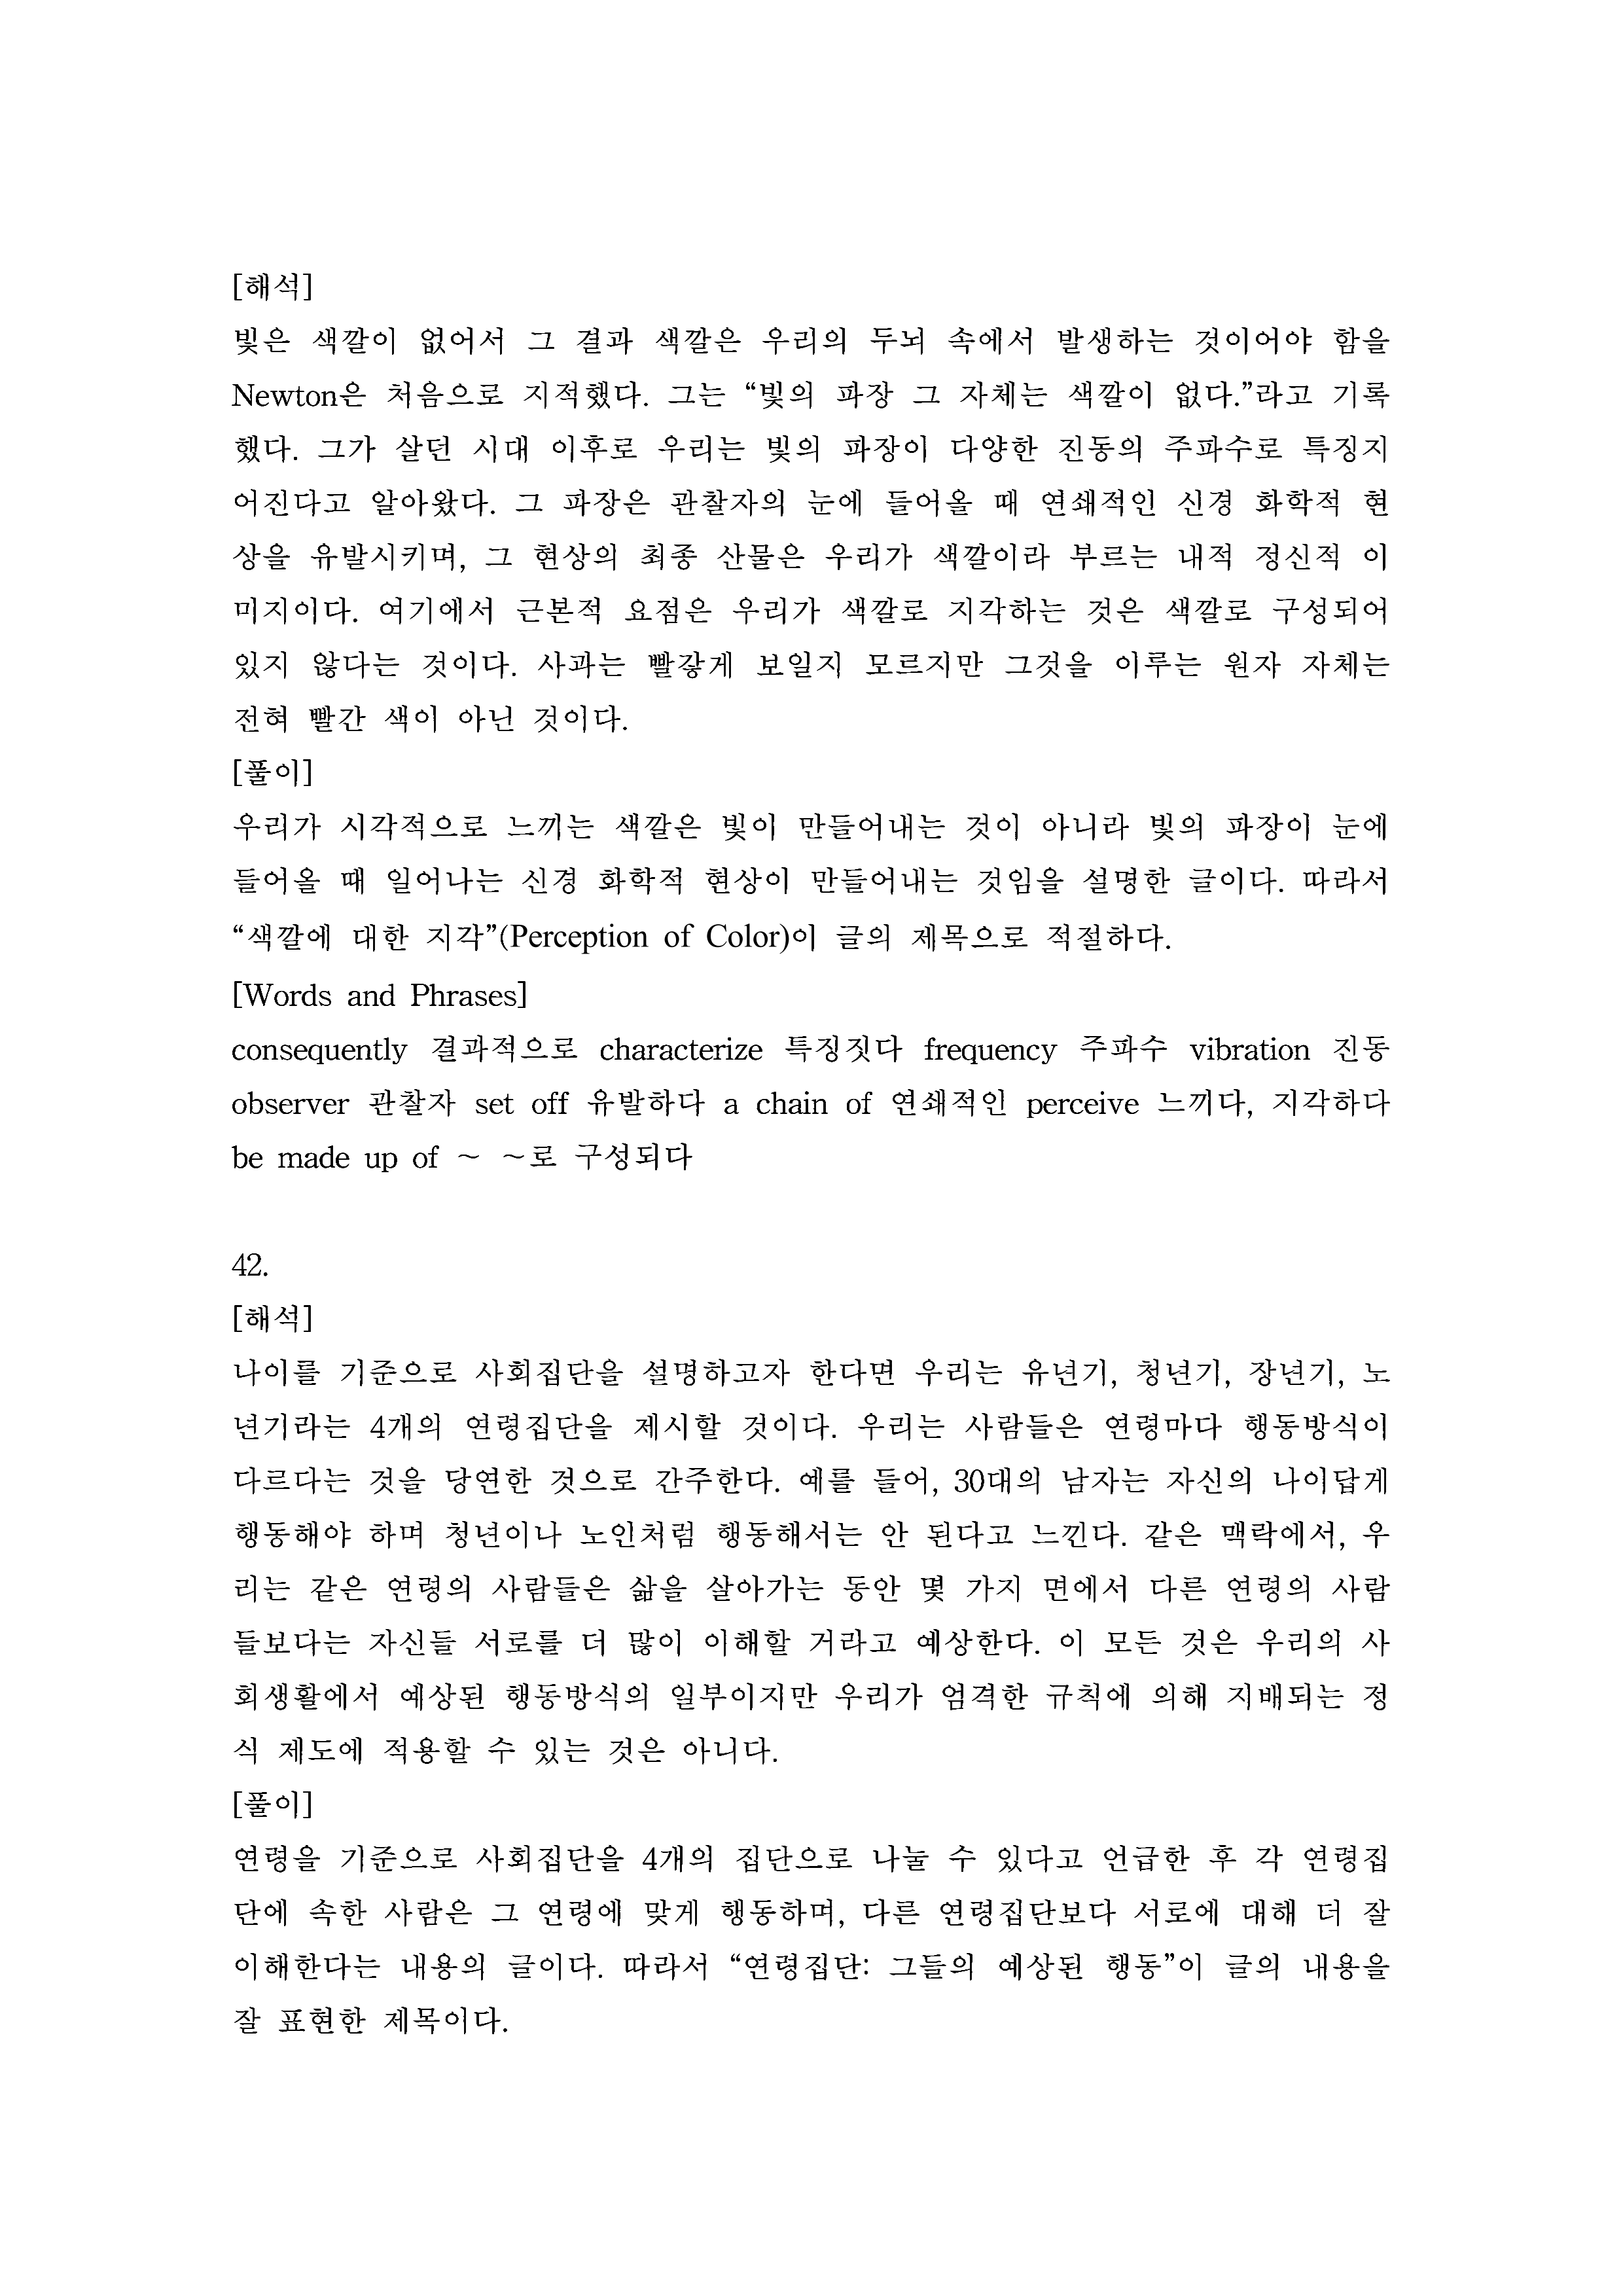 [해석]
빛은 색깔이 없어서 그 결과 색깔은 우리의 두뇌 속에서 발생하는 것이어야 함을
Newton은 처음으로 지적했다. 그는 “빛의 파장 그 자체는 색깔이 없다.”라고 기록
했다. 그가 살던 시대 이후로 우리는 빛의 파장이 다양한 진동의 주파수로 특징지
어진다고 알아왔다. 그 파장은 관찰자의 눈에 들어올 때 연쇄적인 신경 화학적 현
상을 유발시키며, 그 현상의 최종 산물은 우리가 색깔이라 부르는 내적 정신적 이
미지이다. 여기에서 근본적 요점은 우리가 색깔로 지각하는 것은 색깔로 구성되어
있지 않다는 것이다. 사과는 빨갛게 보일지 모르지만 그것을 이루는 원자 자체는
전혀 빨간 색이 아닌 것이다.
[풀이]
우리가 시각적으로 느끼는 색깔은 빛이 만들어내는 것이 아니라 빛의 파장이 눈에
들어올 때 일어나는 신경 화학적 현상이 만들어내는 것임을 설명한 글이다. 따라서
“색깔에 대한 지각”(Perception of Color)이 글의 제목으로 적절하다.
[Words and Phrases]
consequently 결과적으로 characterize 특징짓다 frequency 주파수 vibration 진동
observer 관찰자 set off 유발하다 a chain of 연쇄적인 perceive 느끼다, 지각하다
be made up of ~ ~로 구성되다
42.
[해석]
나이를 기준으로 사회집단을 설명하고자 한다면 우리는 유년기, 청년기, 장년기, 노
년기라는 4개의 연령집단을 제시할 것이다. 우리는 사람들은 연령마다 행동방식이
다르다는 것을 당연한 것으로 간주한다. 예를 들어, 30대의 남자는 자신의 나이답게
행동해야 하며 청년이나 노인처럼 행동해서는 안 된다고 느낀다. 같은 맥락에서, 우
리는 같은 연령의 사람들은 삶을 살아가는 동안 몇 가지 면에서 다른 연령의 사람
들보다는 자신들 서로를 더 많이 이해할 거라고 예상한다. 이 모든 것은 우리의 사
회생활에서 예상된 행동방식의 일부이지만 우리가 엄격한 규칙에 의해 지배되는 정
식 제도에 적용할 수 있는 것은 아니다.
[풀이]
연령을 기준으로 사회집단을 4개의 집단으로 나눌 수 있다고 언급한 후 각 연령집
단에 속한 사람은 그 연령에 맞게 행동하며, 다른 연령집단보다 서로에 대해 더 잘
이해한다는 내용의 글이다. 따라서 “연령집단: 그들의 예상된 행동”이 글의 내용을
잘 표현한 제목이다.